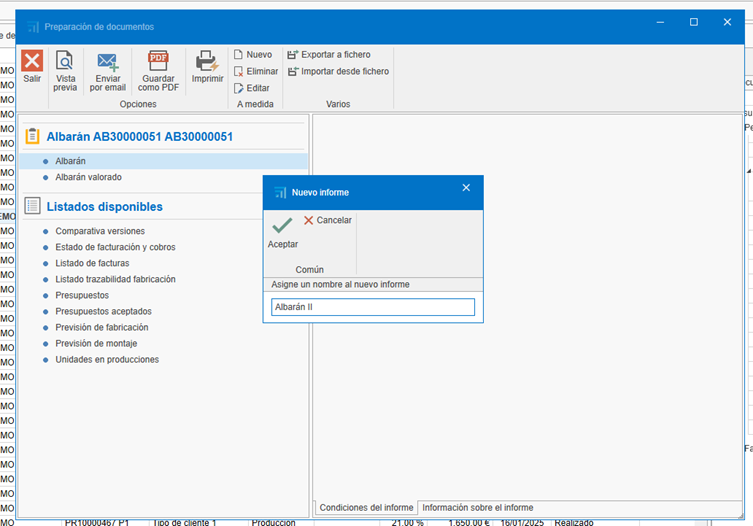 Preparación de documentos
Salir
Vista previa
Enviar por email
Guardar como PDF
Imprimir
Opciones
Nuevo
Eliminar
Editar
A medida
Exportar a fichero
Importar desde fichero
Varios
Albarán AB30000051 AB30000051
Albarán
Albarán valorado
Listados disponibles
Comparativa versiones
Estado de facturación y cobros
Listado de facturas
Listado trazabilidad fabricación
Presupuestos
Presupuestos aceptados
Previsión de fabricación
Previsión de montaje
Unidades en producciones
Nuevo informe
Aceptar
Cancelar
Común
Asigne un nombre al nuevo informe
Albarán II
Condiciones del informe
Información sobre el informe
PR10000467 P1 Tipo de cliente 1 Producción 21,00 % 1.650,00 € 16/01/2025 Realizado